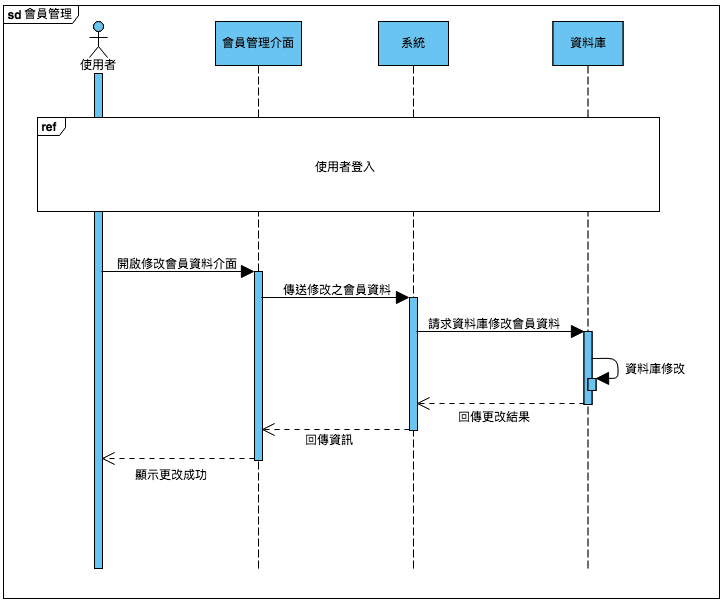 sd 會員管理
使用者
會員管理介面
系統
資料庫
ref
使用者登入
開啟修改會員資料介面
傳送修改之會員資料
請求資料庫修改會員資料
資料庫修改
回傳更改結果
回傳資訊
顯示更改成功